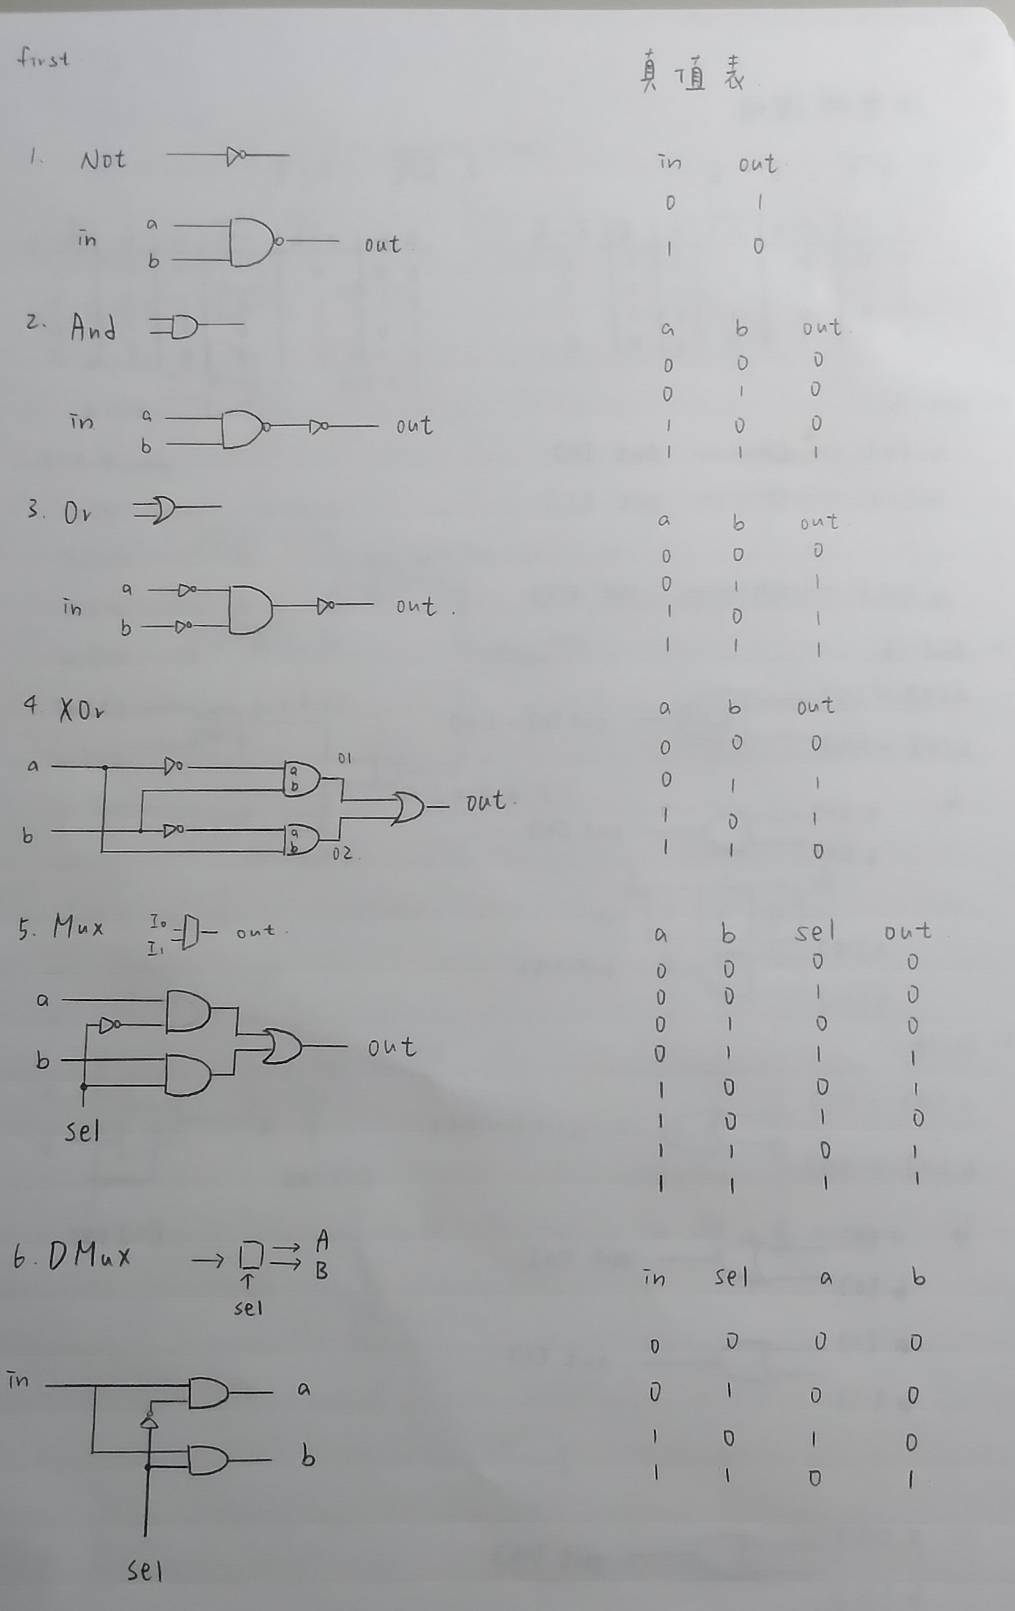 first
真值表
1. Not
in out
0 1
1 0
in a b out
2. And
a b out
0 0 0
0 1 0
1 0 0
1 1 1
in a b out
3. Or
a b out
0 0 0
0 1 1
1 0 1
1 1 1
in a b out.
4 XOr
a b out
0 0 0
0 1 1
1 0 1
1 1 0
a
a
b
01
b
a
b
02.
out.
5. Mux I0 I1 out.
a b sel out
0 0 0 0
0 0 1 0
0 1 0 0
0 1 1 1
1 0 0 1
1 0 1 0
1 1 0 1
1 1 1 1
a
b
out
sel
6. DMux
A
B
sel
in sel a b
0 0 0 0
0 1 0 0
1 0 1 0
1 1 0 1
in
a
b
sel